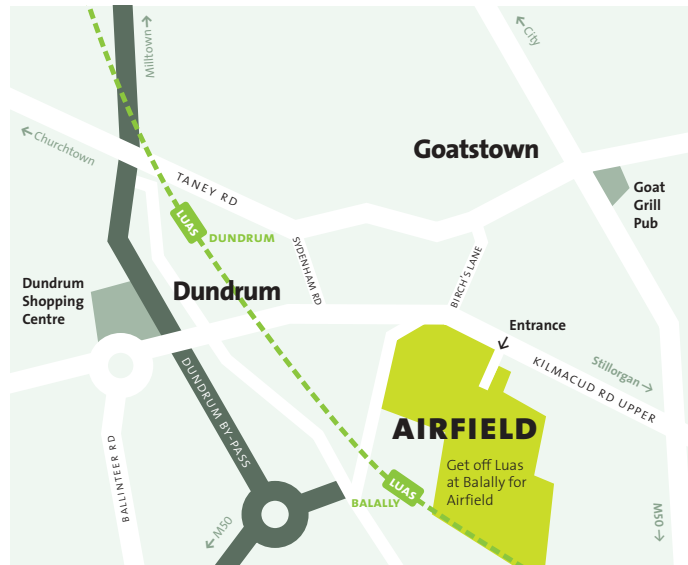 Milltown →
← City
← Churchtown
Goatstown
TANEY RD
Goat
Grill
Pub
LUAS
DUNDRUM
SYDENHAM RD
BIRCH'S LANE
Dundrum
Shopping
Centre
Dundrum
Entrance
Stillorgan →
KILMACUD RD UPPER
DUNDRUM BY-PASS
AIRFIELD
BALLINTEER RD
Get off Luas
at Balally for
Airfield
LUAS
BALALLY
← M50
M50 →